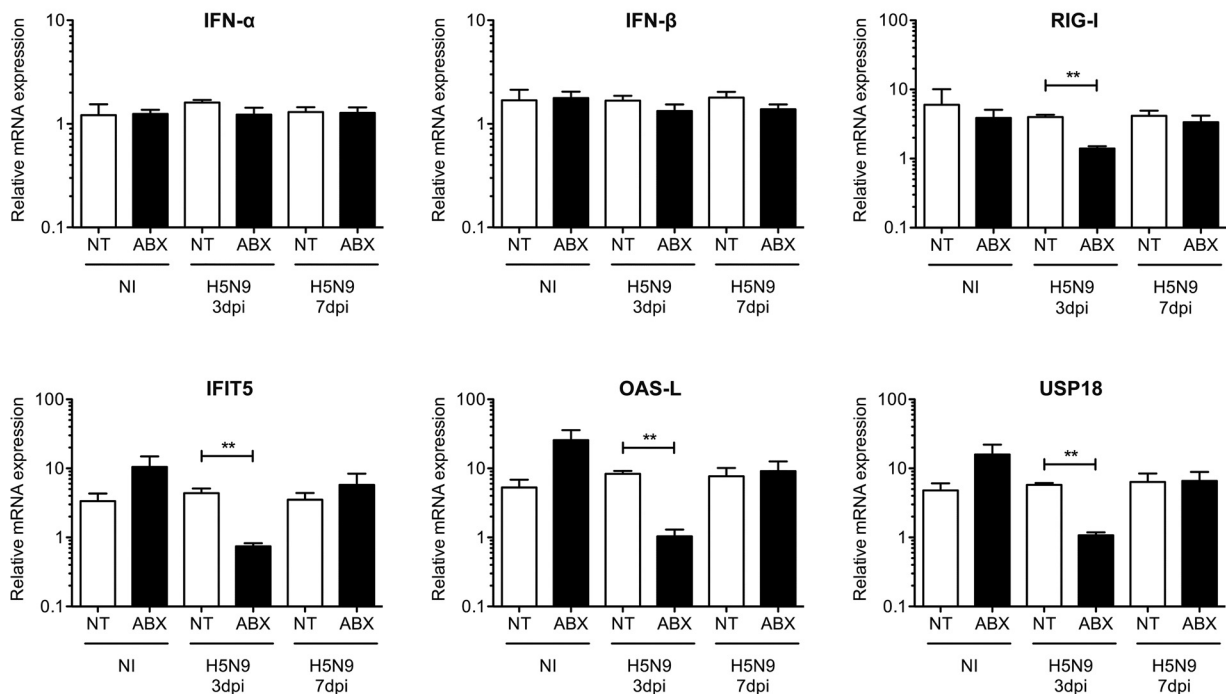 IFN-α
Relative mRNA expression
10
1
0.1
NT ABX NT ABX NT ABX
NI H5N9 H5N9
3dpi 7dpi
IFN-β
Relative mRNA expression
10
1
0.1
NT ABX NT ABX NT ABX
NI H5N9 H5N9
3dpi 7dpi
RIG-I
Relative mRNA expression
100
10
1
0.1
**
NT ABX NT ABX NT ABX
NI H5N9 H5N9
3dpi 7dpi
IFIT5
Relative mRNA expression
100
10
1
0.1
**
NT ABX NT ABX NT ABX
NI H5N9 H5N9
3dpi 7dpi
OAS-L
Relative mRNA expression
100
10
1
0.1
**
NT ABX NT ABX NT ABX
NI H5N9 H5N9
3dpi 7dpi
USP18
Relative mRNA expression
100
10
1
0.1
**
NT ABX NT ABX NT ABX
NI H5N9 H5N9
3dpi 7dpi